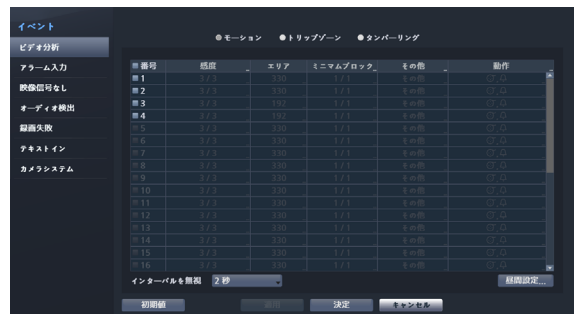 イベント
ビデオ分析
アラーム入力
映像信号なし
オーディオ検出
録画失敗
テキストイン
カメラシステム
モーション トリップゾーン タンパーリング
番号 感度 エリア ミニマムブロック その他 動作
1 3 / 3 330 1 / 1 その他
2 3 / 3 330 1 / 1 その他
3 3 / 3 192 1 / 1 その他
4 3 / 3 192 1 / 1 その他
5 3 / 3 330 1 / 1 その他
6 3 / 3 330 1 / 1 その他
7 3 / 3 330 1 / 1 その他
8 3 / 3 330 1 / 1 その他
9 3 / 3 330 1 / 1 その他
10 3 / 3 330 1 / 1 その他
11 3 / 3 330 1 / 1 その他
12 3 / 3 330 1 / 1 その他
13 3 / 3 330 1 / 1 その他
14 3 / 3 330 1 / 1 その他
15 3 / 3 330 1 / 1 その他
16 3 / 3 330 1 / 1 その他
インターバルを無視 2 秒 昼間設定...
初期値 適用 決定 キャンセル